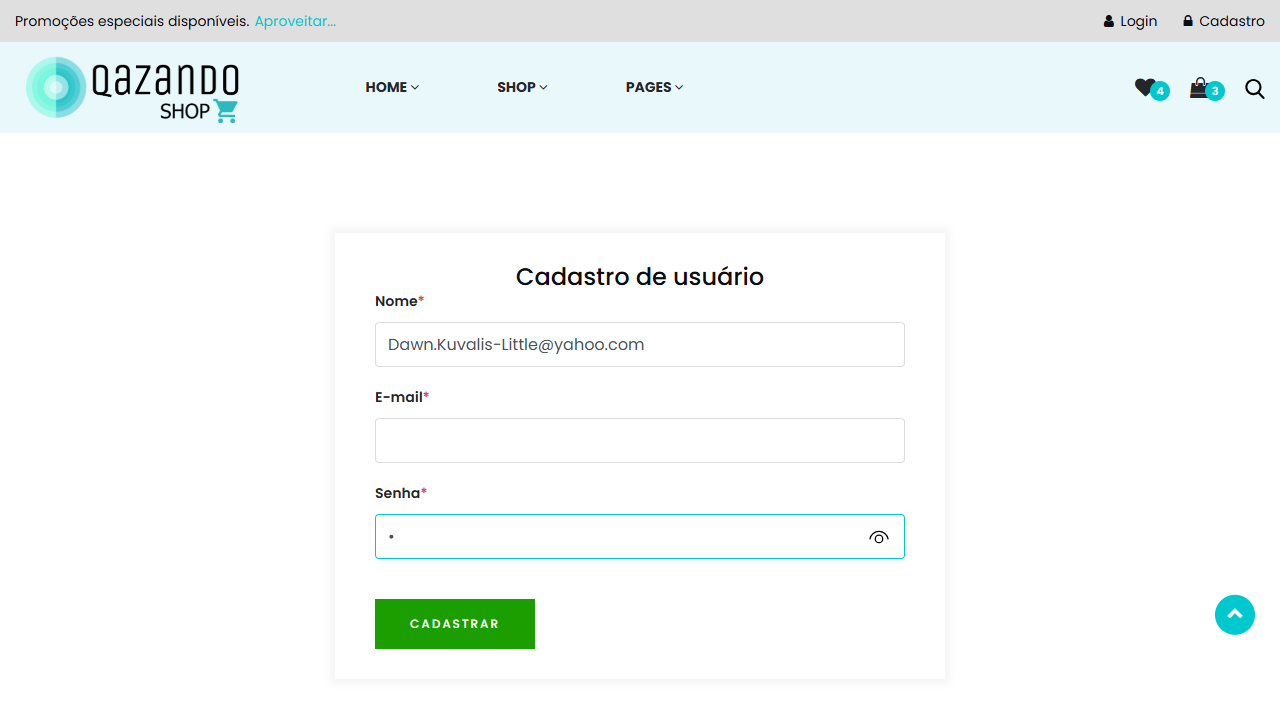 Promoções especiais disponíveis. Aproveitar... Login Cadastro
Qazando
SHOP
HOME SHOP PAGES 4 3
Cadastro de usuário
Nome*
Dawn.Kuvalis-Little@yahoo.com
E-mail*
Senha*
CADASTRAR